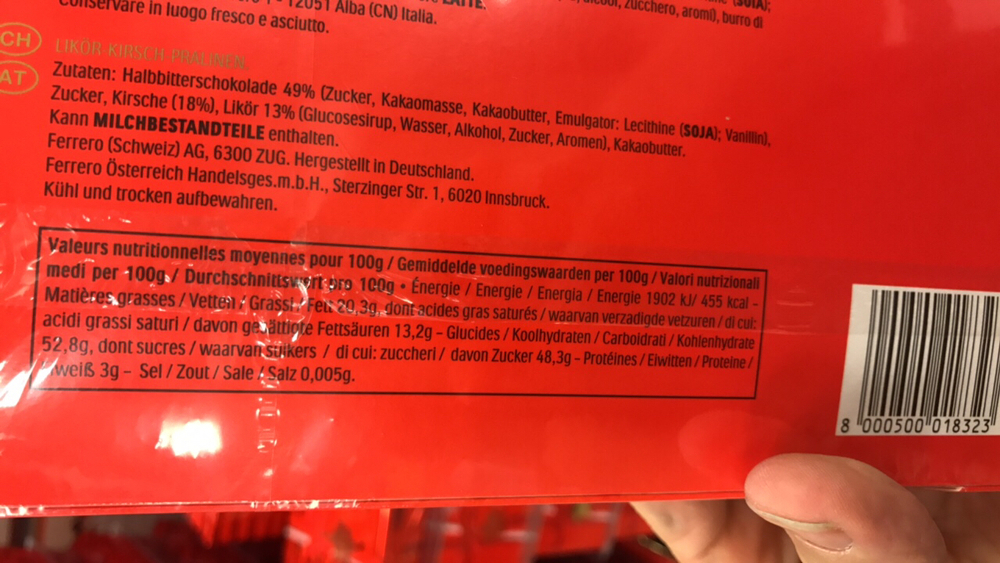 12051 Alba (CN) Italia.
zucchero, aromi), burro di
Conservare in luogo fresco e asciutto.
CH
AT
LIKÖR-KIRSCH-PRALINEN
Zutaten: Halbbitterschokolade 49% (Zucker, Kakaomasse, Kakaobutter, Emulgator: Lecithine (SOJA); Vanillin),
Zucker, Kirsche (18%), Likör 13% (Glucosesirup, Wasser, Alkohol, Zucker, Aromen), Kakaobutter.
Kann MILCHBESTANDTEILE enthalten.
Ferrero (Schweiz) AG, 6300 ZUG. Hergestellt in Deutschland.
Ferrero Österreich Handelsges.m.b.H., Sterzinger Str. 1, 6020 Innsbruck.
Kühl und trocken aufbewahren.
Valeurs nutritionnelles moyennes pour 100g / Gemiddelde voedingswaarden per 100g / Valori nutrizionali
medi per 100g / Durchschnittswert pro 100g • Énergie / Energie / Energia / Energie 1902 kJ/ 455 kcal –
Matières grasses / Vetten / Grassi / Fett 20,3g, dont acides gras saturés / waarvan verzadigde vetzuren / di cui:
acidi grassi saturi / davon gesättigte Fettsäuren 13,2g – Glucides / Koolhydraten / Carboidrati / Kohlenhydrate
52,8g, dont sucres / waarvan suikers / di cui: zuccheri / davon Zucker 48,3g – Protéines / Eiwitten / Proteine /
Eiweiß 3g – Sel / Zout / Sale / Salz 0,005g.
8 000500 018323